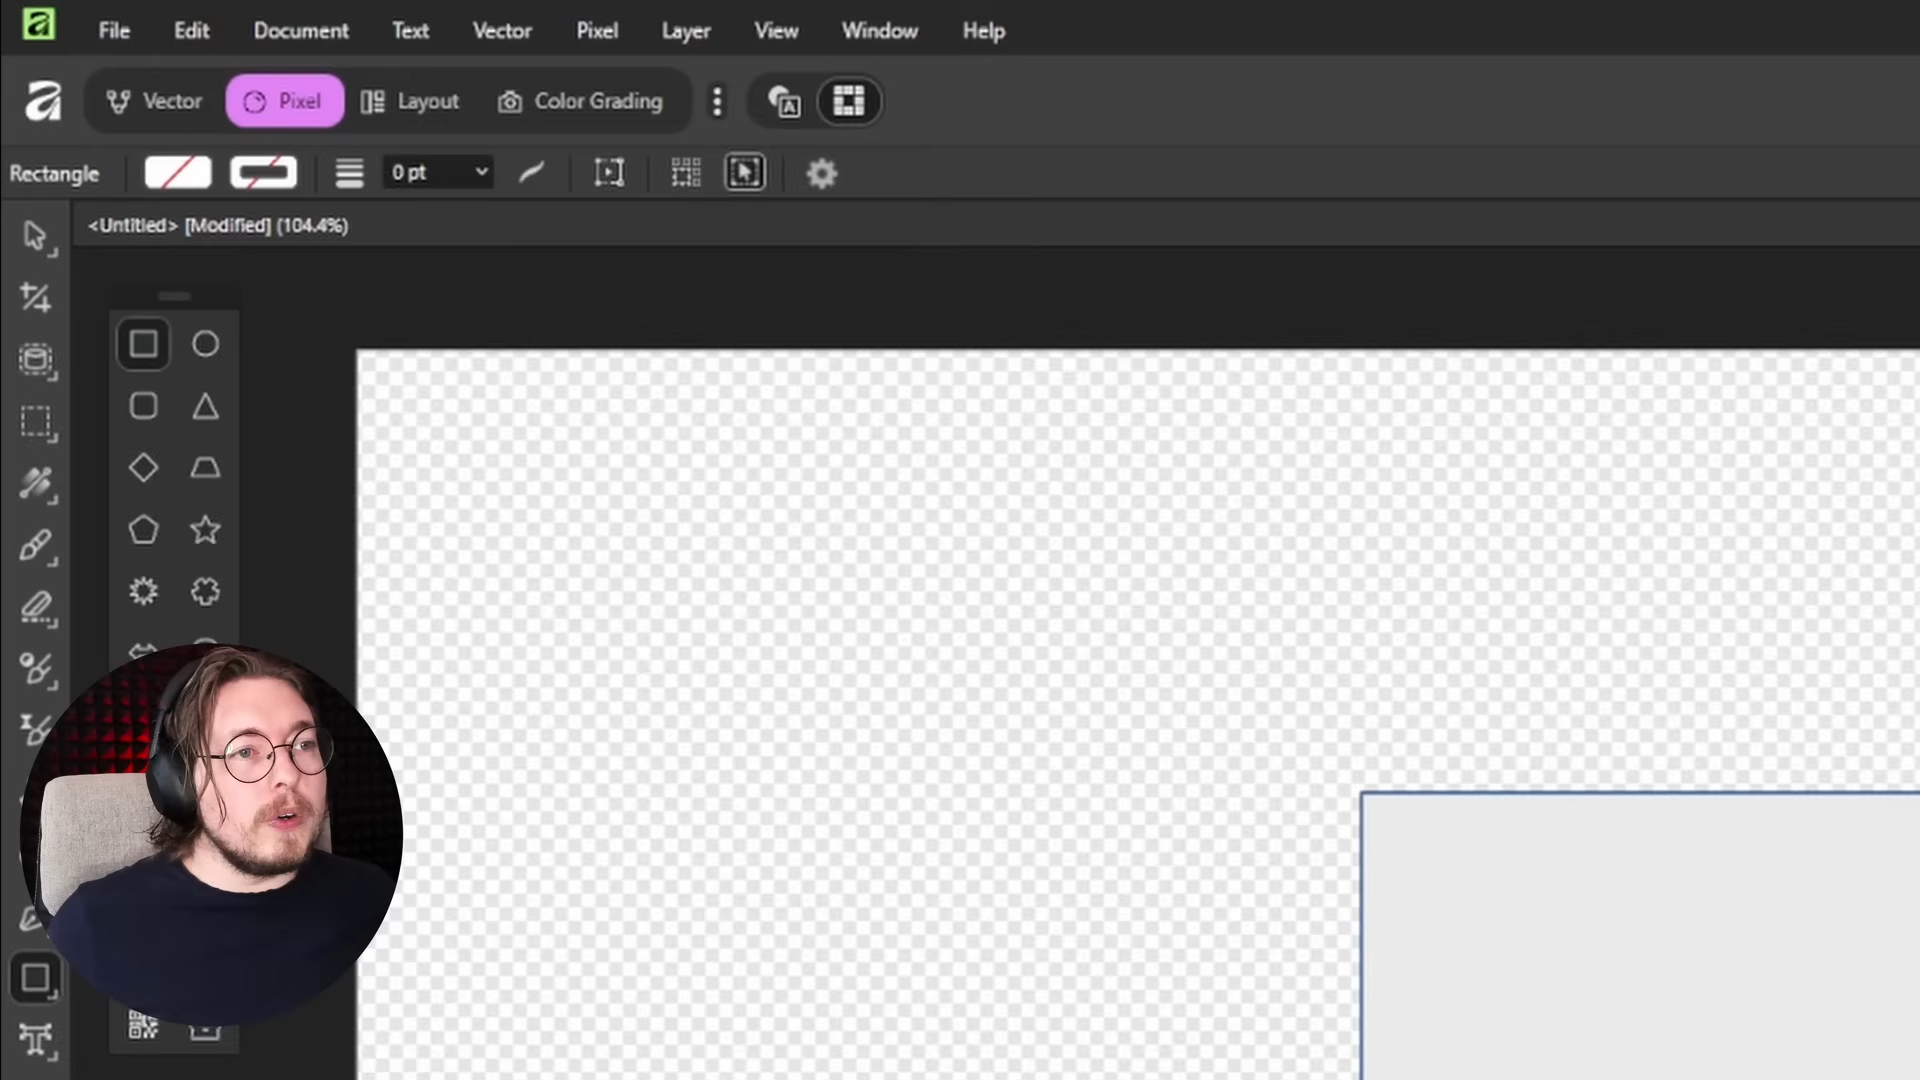 File Edit Document Text Vector Pixel Layer View Window Help
Vector Pixel Layout Color Grading
Rectangle 0 pt
<Untitled> [Modified] (104.4%)